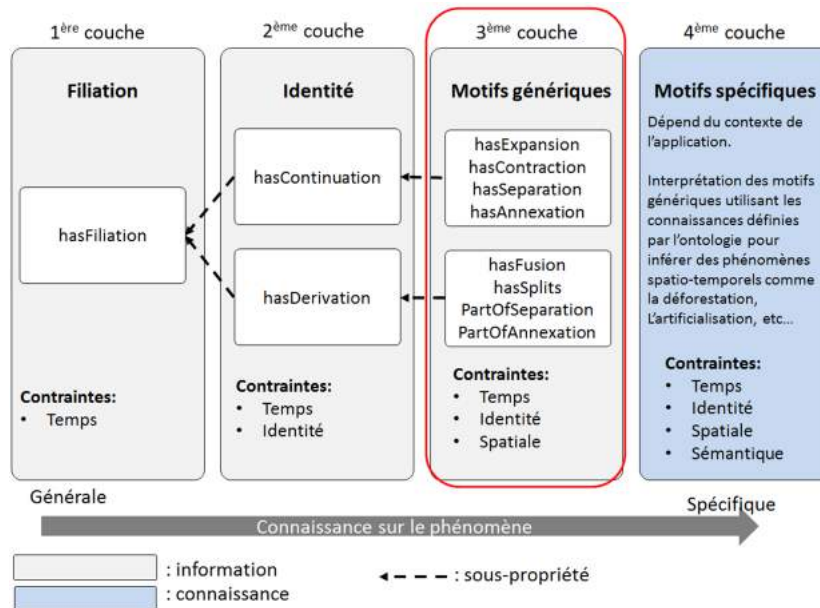 1ère couche
2ème couche
3ème couche
4ème couche
Filiation
hasFiliation
Contraintes:
• Temps
Identité
hasContinuation
hasDerivation
Contraintes:
• Temps
• Identité
Motifs génériques
hasExpansion
hasContraction
hasSeparation
hasAnnexation
hasFusion
hasSplits
PartOfSeparation
PartOfAnnexation
Contraintes:
• Temps
• Identité
• Spatiale
Motifs spécifiques
Dépend du contexte de
l'application.
Interprétation des motifs
génériques utilisant les
connaissances définies
par l'ontologie pour
inférer des phénomènes
spatio-temporels comme
la déforestation,
L'artificialisation, etc...
Contraintes:
• Temps
• Identité
• Spatiale
• Sémantique
Générale
Spécifique
Connaissance sur le phénomène
: information
: connaissance
: sous-propriété